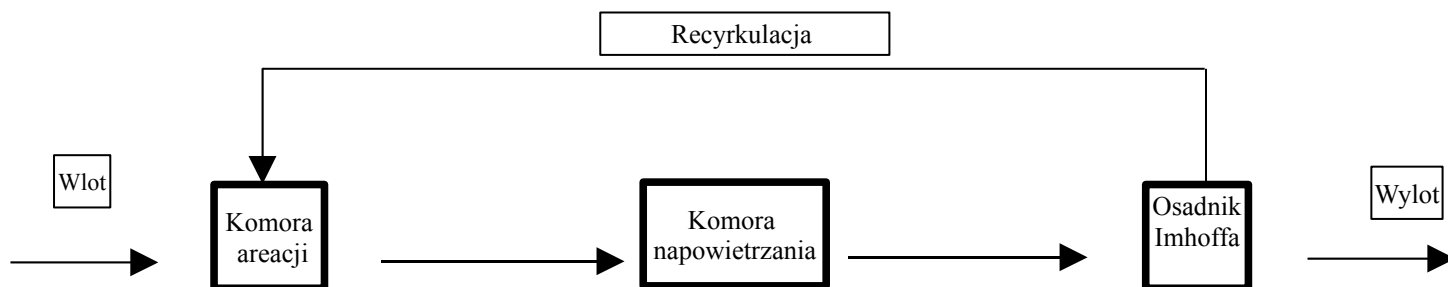 Recyrkulacja
Wlot
Komora
areacji
Komora
napowietrzania
Osadnik
Imhoffa
Wylot